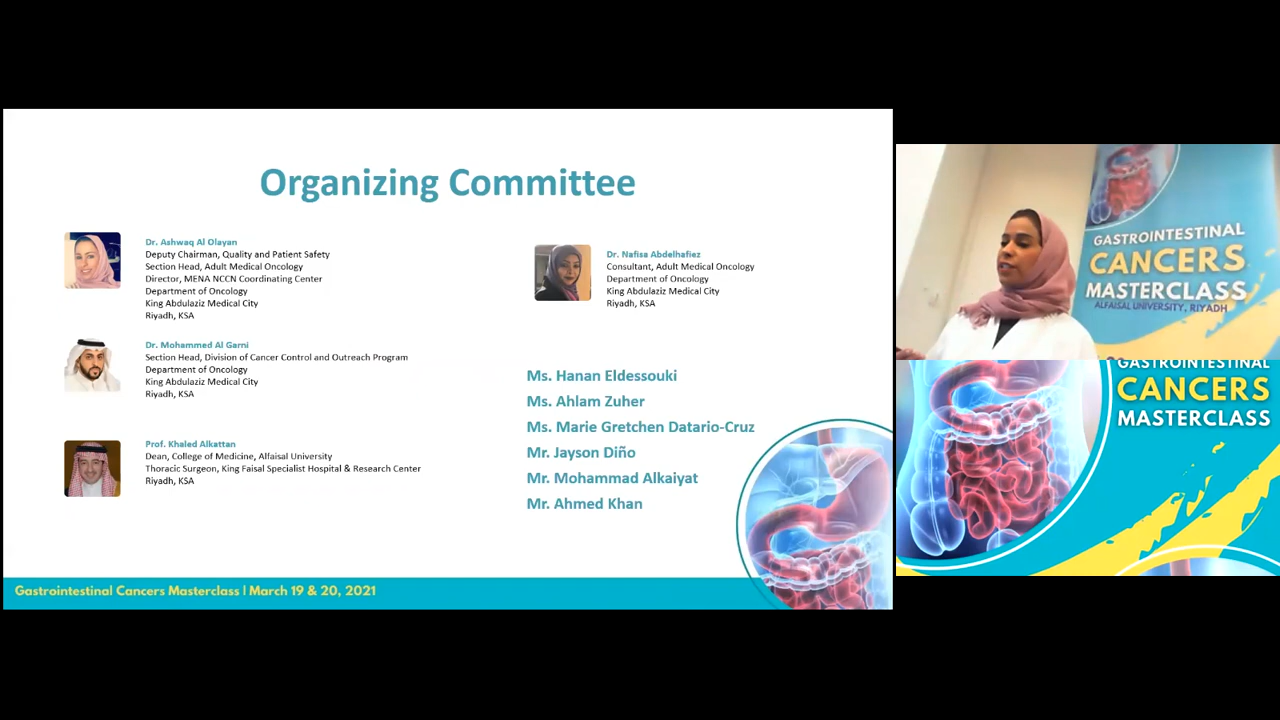 Organizing Committee
Dr. Ashwaq Al Olayan
Deputy Chairman, Quality and Patient Safety
Section Head, Adult Medical Oncology
Director, MENA NCCN Coordinating Center
Department of Oncology
King Abdulaziz Medical City
Riyadh, KSA
Dr. Mohammed Al Garni
Section Head, Division of Cancer Control and Outreach Program
Department of Oncology
King Abdulaziz Medical City
Riyadh, KSA
Prof. Khaled Alkattan
Dean, College of Medicine, Alfaisal University
Thoracic Surgeon, King Faisal Specialist Hospital & Research Center
Riyadh, KSA
Dr. Nafisa Abdelhafiez
Consultant, Adult Medical Oncology
Department of Oncology
King Abdulaziz Medical City
Riyadh, KSA
Ms. Hanan Eldessouki
Ms. Ahlam Zuher
Ms. Marie Gretchen Datario-Cruz
Mr. Jayson Diño
Mr. Mohammad Alkaiyat
Mr. Ahmed Khan
Gastrointestinal Cancers Masterclass | March 19 & 20, 2021
GASTROINTESTINAL
CANCERS
MASTERCLASS
ALFAISAL UNIVERSITY, RIYADH
GASTROINTESTINAL
CANCERS
MASTERCLASS